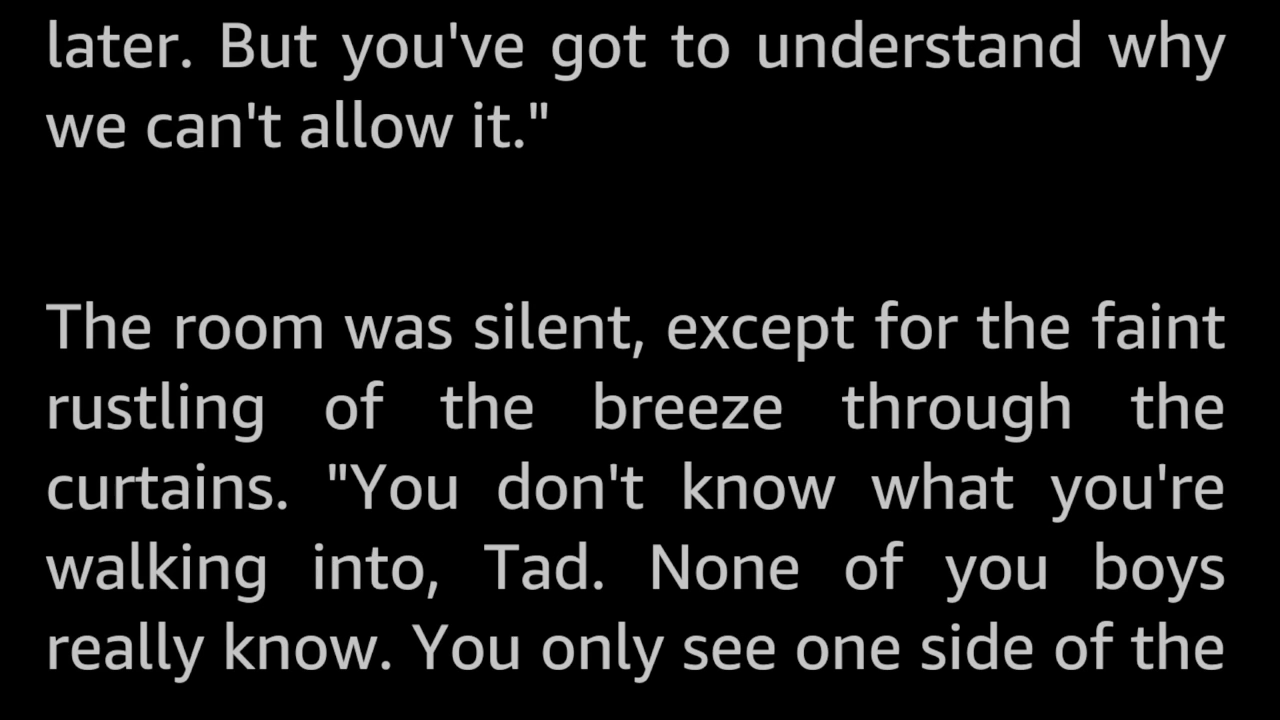 later. But you've got to understand why
we can't allow it."
The room was silent, except for the faint
rustling of the breeze through the
curtains. "You don't know what you're
walking into, Tad. None of you boys
really know. You only see one side of the